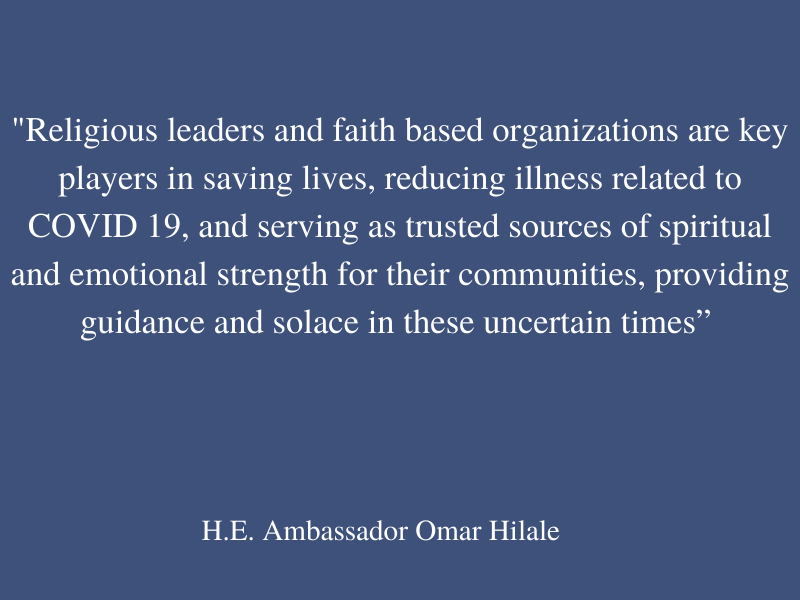 "Religious leaders and faith based organizations are key
players in saving lives, reducing illness related to
COVID 19, and serving as trusted sources of spiritual
and emotional strength for their communities, providing
guidance and solace in these uncertain times”
H.E. Ambassador Omar Hilale